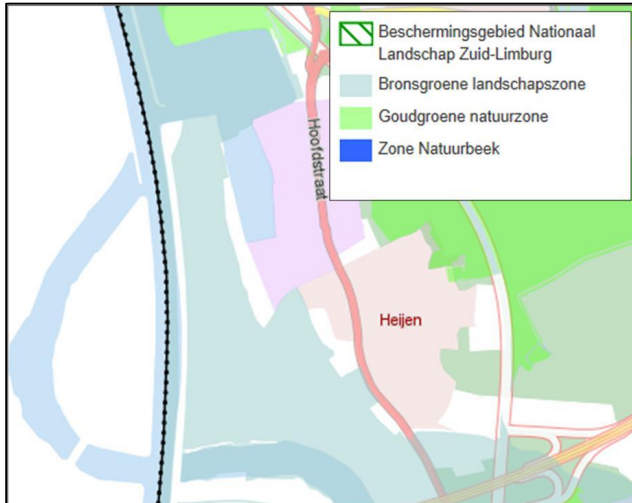 Beschermingsgebied Nationaal
Landschap Zuid-Limburg
Bronsgroene landschapszone
Goudgroene natuurzone
Zone Natuurbeek
Hoofdstraat
Heijen